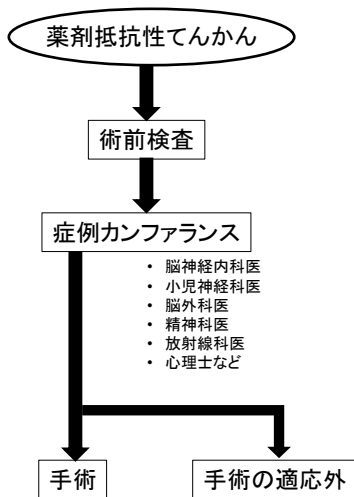 薬剤抵抗性てんかん
術前検査
症例カンファランス
・ 脳神経内科医
・ 小児神経科医
・ 脳外科医
・ 精神科医
・ 放射線科医
・ 心理士など
手術
手術の適応外